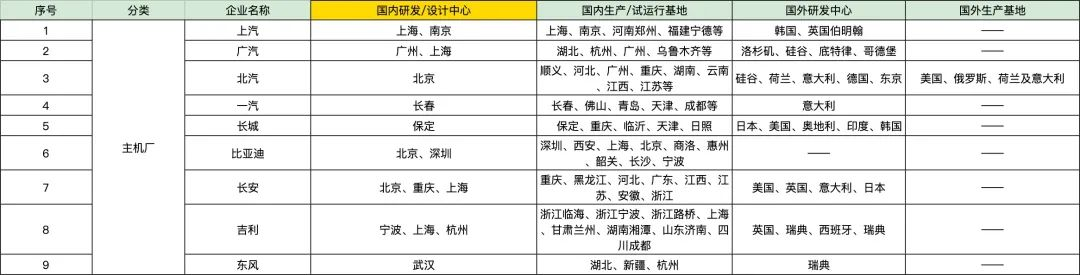 序号 分类 企业名称 国内研发/设计中心 国内生产/试运行基地 国外研发中心 国外生产基地
1 上汽 上海、南京 上海、南京、河南郑州、福建宁德等 韩国、英国伯明翰 ——
2 广汽 广州、上海 湖北、杭州、广州、乌鲁木齐等 洛杉矶、硅谷、底特律、哥德堡 ——
3 北汽 北京 顺义、河北、广州、重庆、湖南、云南、江西、江苏等 硅谷、荷兰、意大利、德国、东京 美国、俄罗斯、荷兰及意大利
4 一汽 长春 长春、佛山、青岛、天津、成都等 意大利 ——
5 长城 保定 保定、重庆、临沂、天津、日照 日本、美国、奥地利、印度、韩国 ——
主机厂
6 比亚迪 北京、深圳 深圳、西安、上海、北京、商洛、惠州、韶关、长沙、宁波 —— ——
7 长安 北京、重庆、上海 重庆、黑龙江、河北、广东、江西、江苏、安徽、浙江 美国、英国、意大利、日本 ——
8 吉利 宁波、上海、杭州 浙江临海、浙江宁波、浙江路桥、上海、甘肃兰州、湖南湘潭、山东济南、四川成都 英国、瑞典、西班牙、瑞典 ——
9 东风 武汉 湖北、新疆、杭州 瑞典 ——